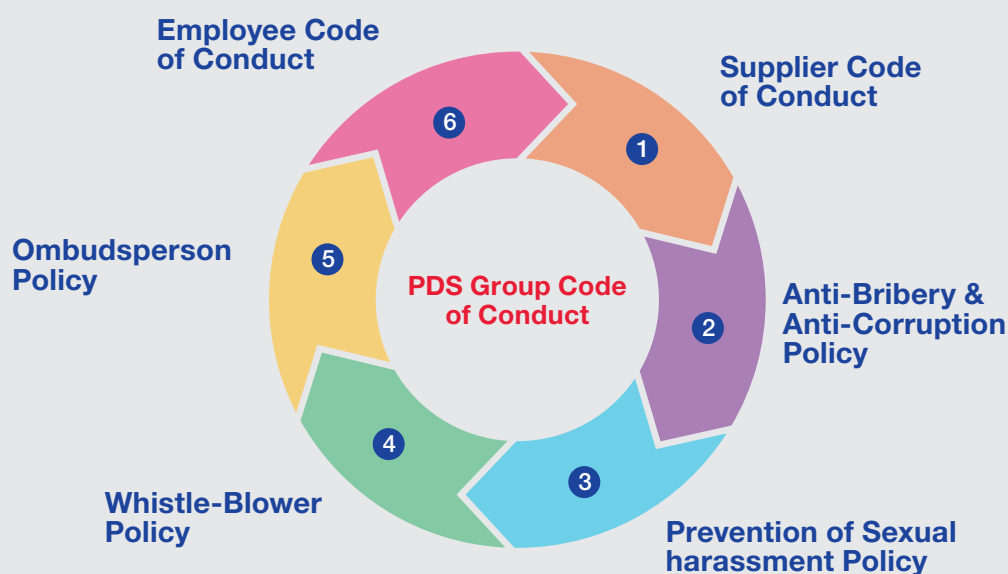 Employee Code
of Conduct
Supplier Code
of Conduct
6
1
Ombudsperson
Policy
5
PDS Group Code
of Conduct
2
Anti-Bribery &
Anti-Corruption
Policy
4
3
Whistle-Blower
Policy
Prevention of Sexual
harassment Policy